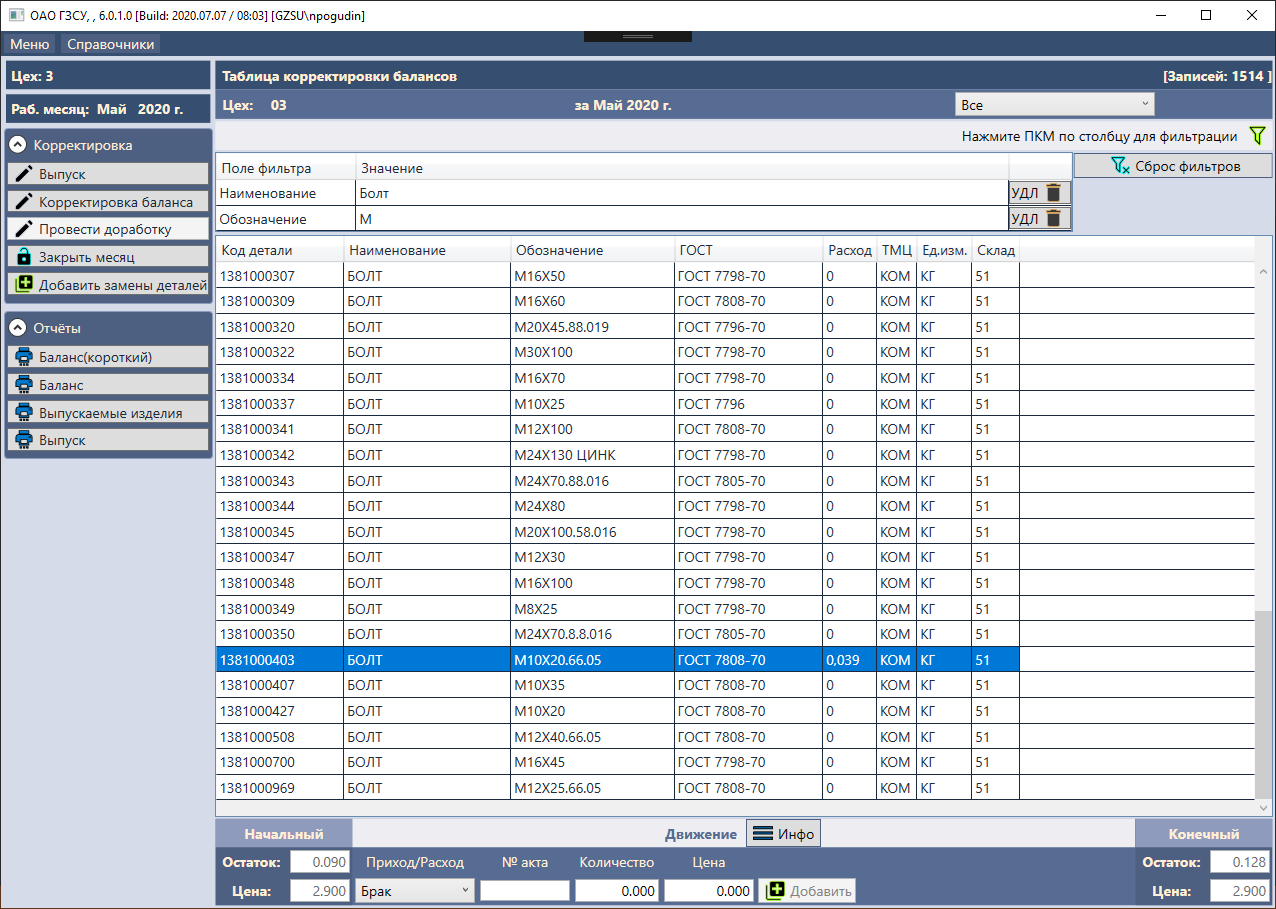 ОАО ГЗСУ, , 6.0.1.0 [Build: 2020.07.07 / 08:03] [GZSU\npogudin]
Меню Справочники
Цех: 3
Раб. месяц: Май 2020 г.
Корректировка
Выпуск
Корректировка баланса
Провести доработку
Закрыть месяц
Добавить замены деталей
Отчёты
Баланс(короткий)
Баланс
Выпускаемые изделия
Выпуск
Таблица корректировки балансов [Записей: 1514 ]
Цех: 03 за Май 2020 г. Все
Нажмите ПКМ по столбцу для фильтрации
Сброс фильтров
Поле фильтра Значение
Наименование Болт УДЛ
Обозначение М УДЛ
Код детали Наименование Обозначение ГОСТ Расход ТМЦ Ед.изм. Склад
1381000307 БОЛТ М16Х50 ГОСТ 7798-70 0 КОМ КГ 51
1381000309 БОЛТ М16Х60 ГОСТ 7808-70 0 КОМ КГ 51
1381000320 БОЛТ М20Х45.88.019 ГОСТ 7796-70 0 КОМ КГ 51
1381000322 БОЛТ М30Х100 ГОСТ 7798-70 0 КОМ КГ 51
1381000334 БОЛТ М16Х70 ГОСТ 7798-70 0 КОМ КГ 51
1381000337 БОЛТ М10Х25 ГОСТ 7796 0 КОМ КГ 51
1381000341 БОЛТ М12Х100 ГОСТ 7808-70 0 КОМ КГ 51
1381000342 БОЛТ М24Х130 ЦИНК ГОСТ 7798-70 0 КОМ КГ 51
1381000343 БОЛТ М24Х70.88.016 ГОСТ 7805-70 0 КОМ КГ 51
1381000344 БОЛТ М24Х80 ГОСТ 7798-70 0 КОМ КГ 51
1381000345 БОЛТ М20Х100.58.016 ГОСТ 7798-70 0 КОМ КГ 51
1381000347 БОЛТ М12Х30 ГОСТ 7798-70 0 КОМ КГ 51
1381000348 БОЛТ М16Х100 ГОСТ 7798-70 0 КОМ КГ 51
1381000349 БОЛТ М8Х25 ГОСТ 7798-70 0 КОМ КГ 51
1381000350 БОЛТ М24Х70.8.8.016 ГОСТ 7805-70 0 КОМ КГ 51
1381000403 БОЛТ М10Х20.66.05 ГОСТ 7808-70 0,039 КОМ КГ 51
1381000407 БОЛТ М10Х35 ГОСТ 7808-70 0 КОМ КГ 51
1381000427 БОЛТ М10Х20 ГОСТ 7808-70 0 КОМ КГ 51
1381000508 БОЛТ М12Х40.66.05 ГОСТ 7808-70 0 КОМ КГ 51
1381000700 БОЛТ М16Х45 ГОСТ 7798-70 0 КОМ КГ 51
1381000969 БОЛТ М12Х25.66.05 ГОСТ 7808-70 0 КОМ КГ 51
Начальный Движение Инфо Конечный
Остаток: 0.090 Приход/Расход № акта Количество Цена Остаток: 0.128
Цена: 2.900 Брак 0.000 0.000 Добавить Цена: 2.900